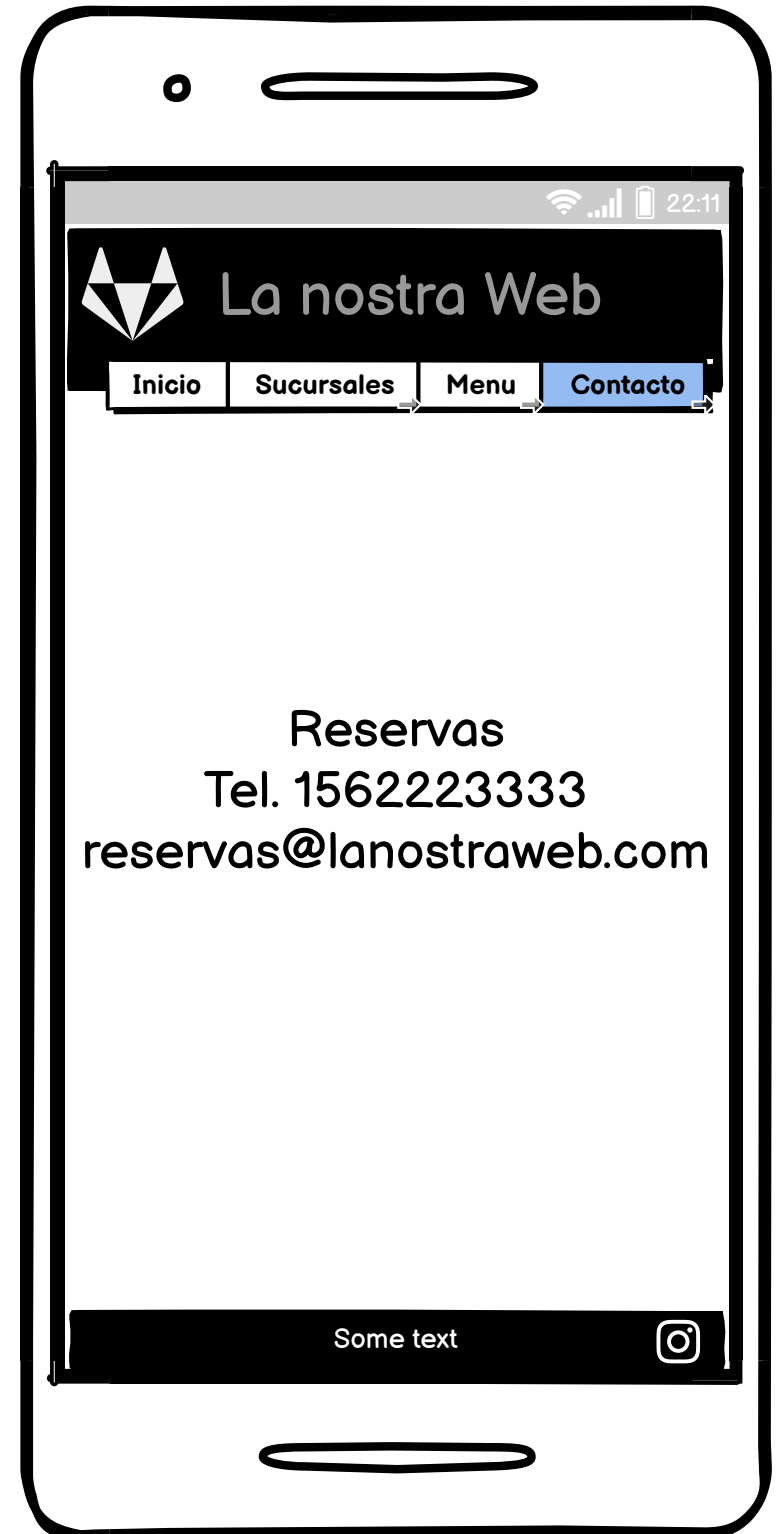 22:11
La nostra Web
Inicio Sucursales Menu Contacto
Reservas
Tel. 1562223333
reservas@lanostraweb.com
Some text